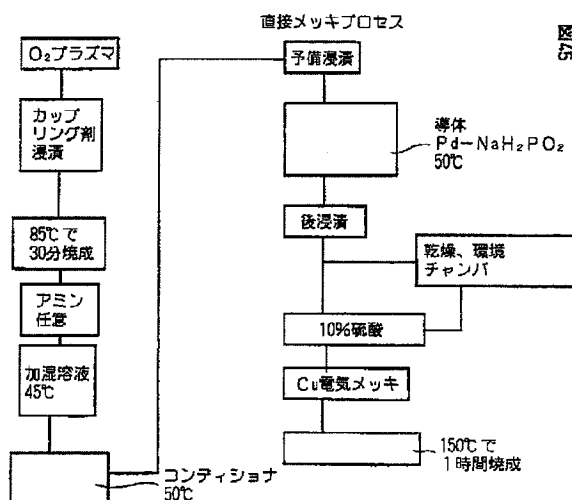 図45
直接メッキプロセス
O₂プラズマ
カップ
リング剤
浸漬
85℃で
30分焼成
アミン
任意
加湿溶液
45℃
コンディショナ
50℃
予備浸漬
導体
Pd−NaH₂PO₂
50℃
後浸漬
乾燥、環境
チャンバ
10%硫酸
Cu電気メッキ
150℃で
1時間焼成